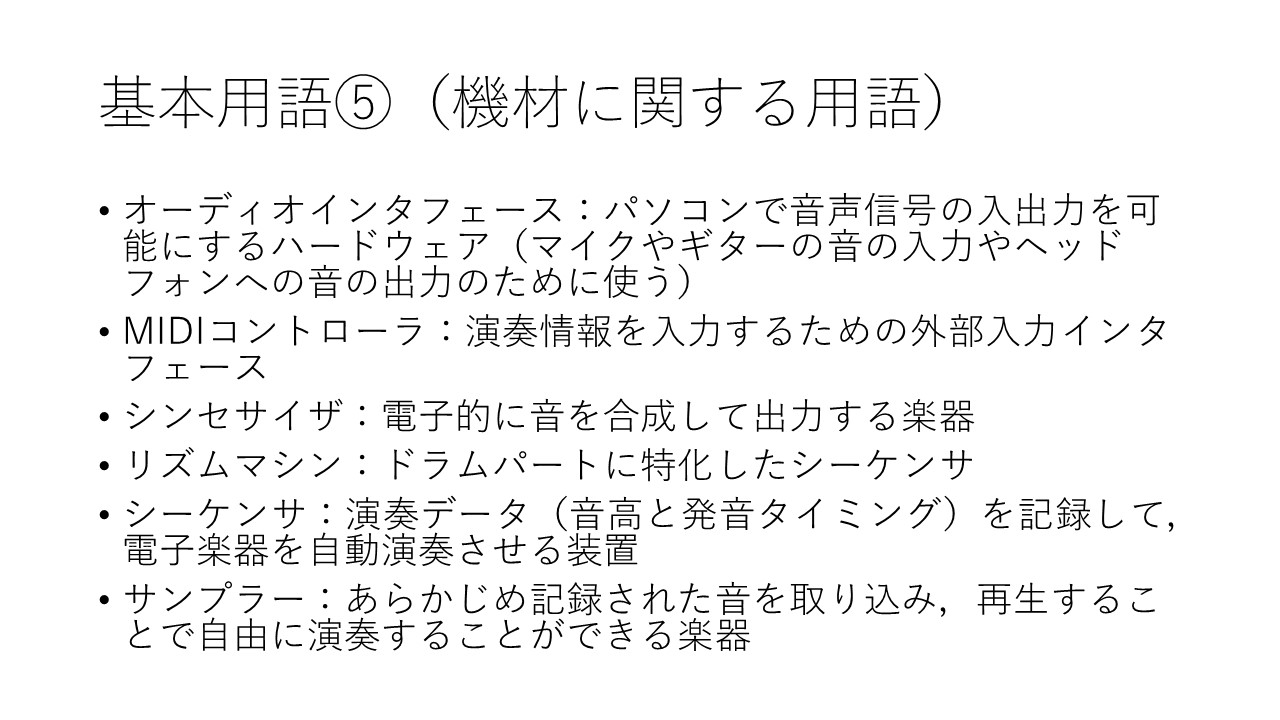 基本用語⑤（機材に関する用語）
• オーディオインタフェース：パソコンで音声信号の入出力を可
能にするハードウェア（マイクやギターの音の入力やヘッド
フォンへの音の出力のために使う）
• MIDIコントローラ：演奏情報を入力するための外部入力インタ
フェース
• シンセサイザ：電子的に音を合成して出力する楽器
• リズムマシン：ドラムパートに特化したシーケンサ
• シーケンサ：演奏データ（音高と発音タイミング）を記録して，
電子楽器を自動演奏させる装置
• サンプラー：あらかじめ記録された音を取り込み，再生するこ
とで自由に演奏することができる楽器